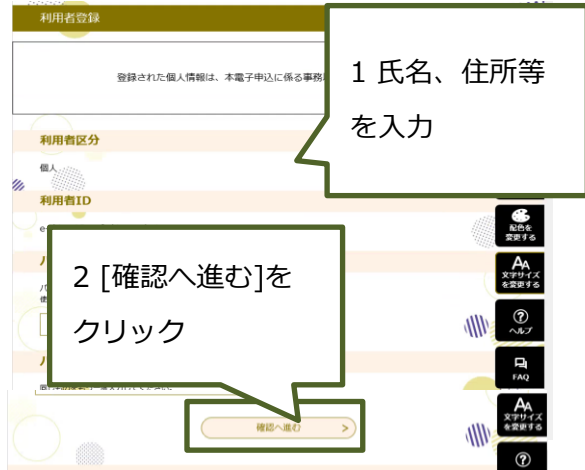 利用者登録
登録された個人情報は、本電子申込に係る事務
1 氏名、住所等
を入力
利用者区分
個人
利用者ID
配色を
変更する
2 [確認へ進む]を
クリック
文字サイズ
を変更する
ヘルプ
FAQ
確認へ進む
文字サイズ
を変更する